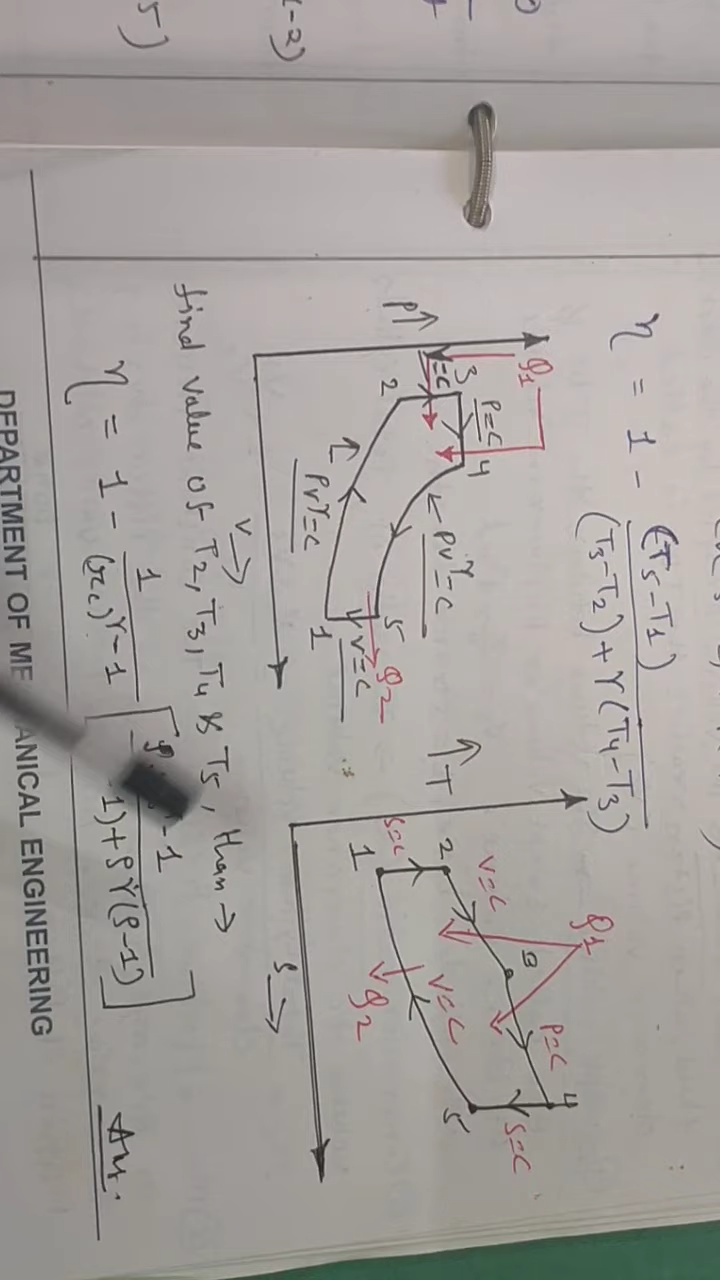 η = 1 - (T5-T1)
(T3-T2)+γ(T4-T3)
P↑
Q1
V=C
P=C
2
3
4
PVγ=C
PVγ=C
5
1
V=C
Q2
V→
↑T
Q1
V=C
P=C
S=C
S=C
V=C
Q2
1
2
4
5
S→
find value of T2, T3, T4 & T5, then →
η = 1 - 1
(rc)γ-1
-1
1)+ργ(ρ-1)
Ans.
DEPARTMENT OF ME ANICAL ENGINEERING
5)
(-2)